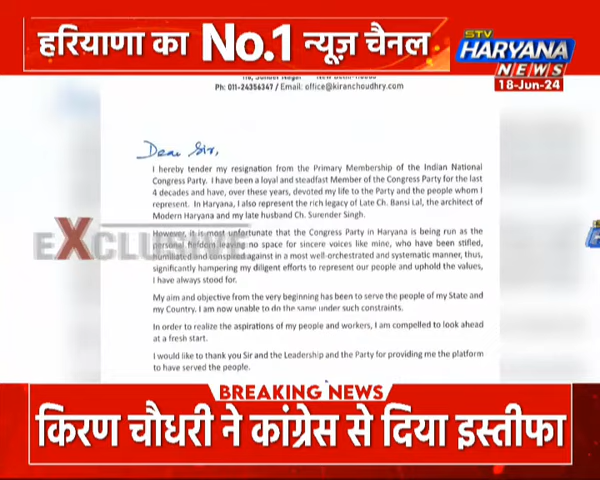 हरियाणा का No.1 न्यूज़ चैनल
STV
HARYANA
NEWS
18-Jun-24
New Delhi
Ph: 011-24356347 / Email: office@kiranchoudhry.com
Dear Sir,
I hereby tender my resignation from the Primary Membership of the Indian National
Congress Party. I have been a loyal and steadfast Member of the Congress Party for the last
4 decades and have, over these years, devoted my life to the Party and the people whom I
represent. In Haryana, I also represent the rich legacy of Late Ch. Bansi Lal, the architect of
Modern Haryana and my late husband Ch. Surender Singh.
However, it is most unfortunate that the Congress Party in Haryana is being run as the
personal fiefdom leaving no space for sincere voices like mine, who have been stifled,
humiliated and conspired against in a most well-orchestrated and systematic manner, thus,
significantly hampering my diligent efforts to represent our people and uphold the values,
I have always stood for.
EXCLUSIVE
My aim and objective from the very beginning has been to serve the people of my State and
my Country. I am now unable to do the same under such constraints.
In order to realize the aspirations of my people and workers, I am compelled to look ahead
at a fresh start.
I would like to thank you Sir and the Leadership and the Party for providing me the platform
to have served the people.
BREAKING NEWS
किरण चौधरी ने कांग्रेस से दिया इस्तीफा